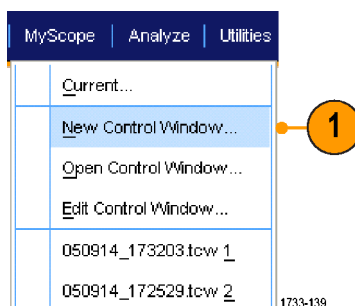 MyScope | Analyze | Utilities
Current...
New Control Window...
1
Open Control Window...
Edit Control Window...
050914_173203.tcw 1
050914_172529.tcw 2
1733-139